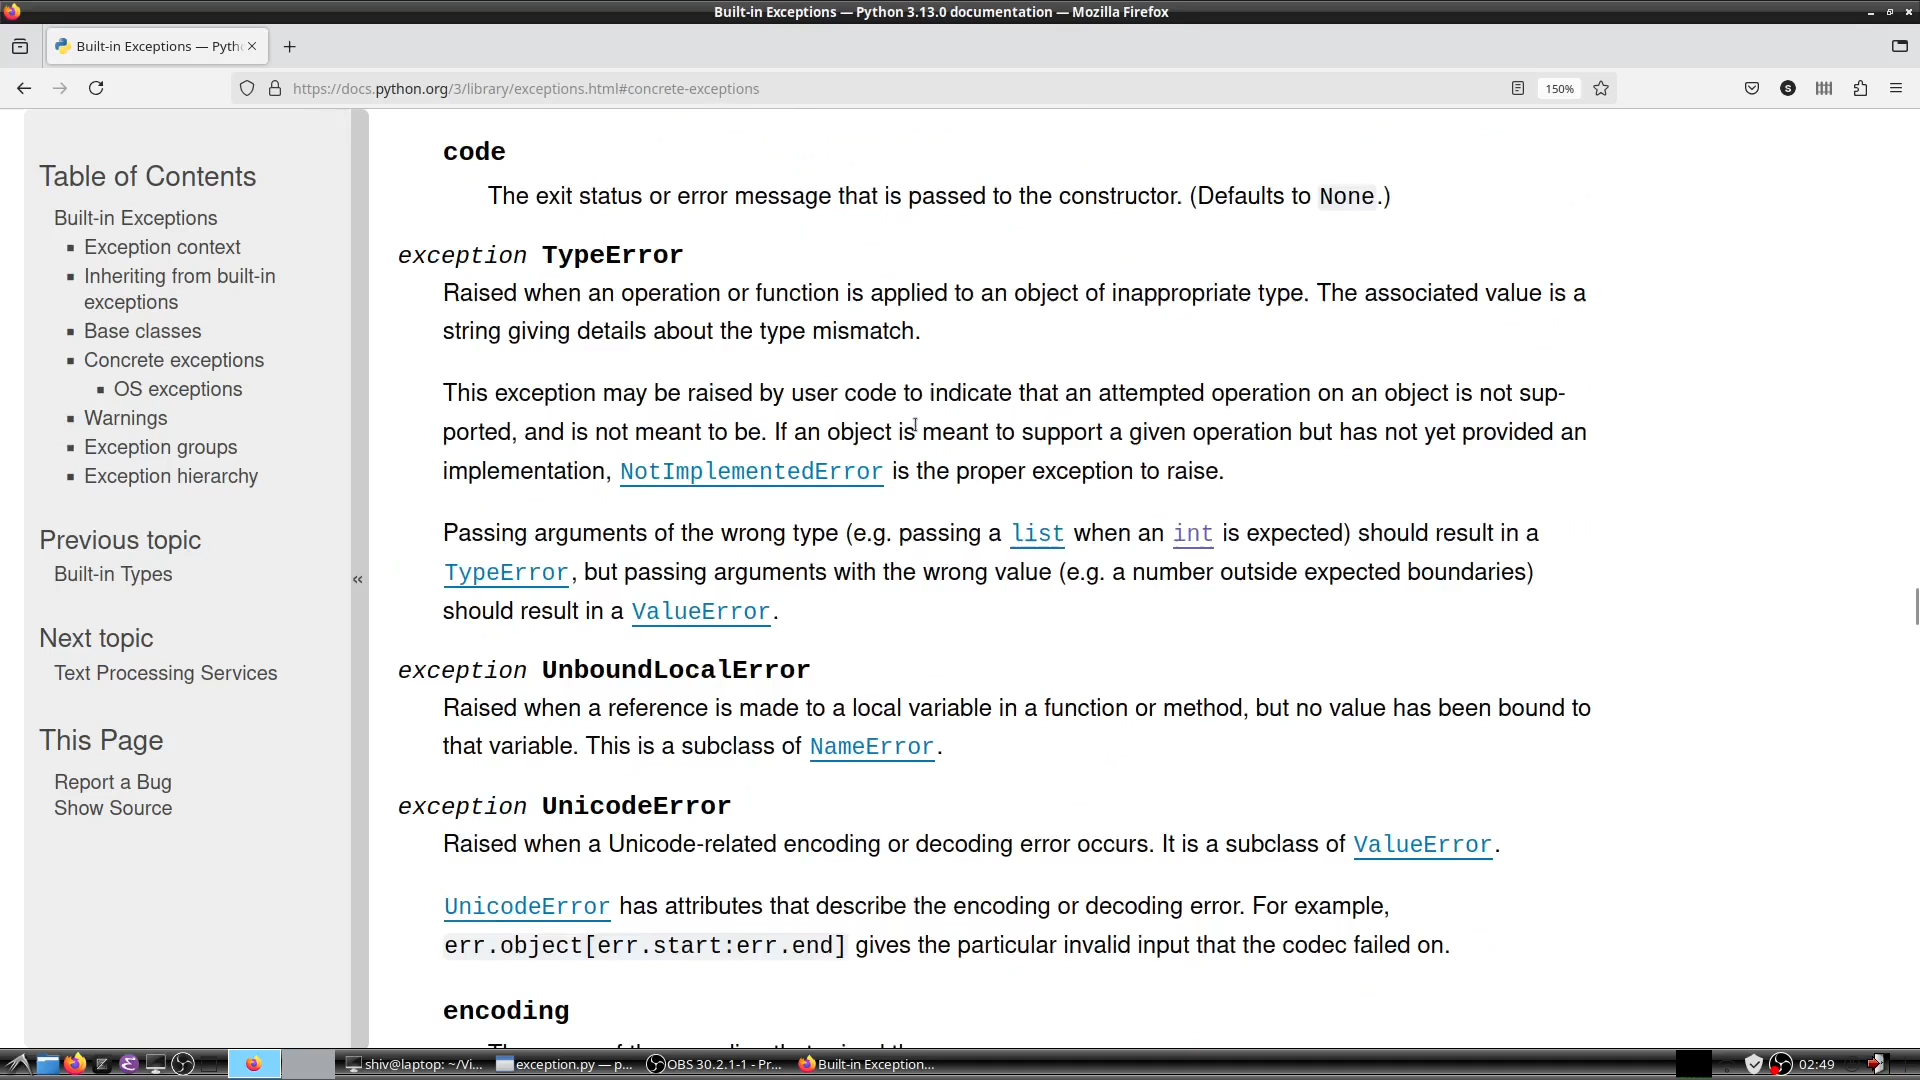 Built-in Exceptions — Python 3.13.0 documentation — Mozilla Firefox
Built-in Exceptions — Pyth
https://docs.python.org/3/library/exceptions.html#concrete-exceptions
150%
S
Table of Contents
Built-in Exceptions
Exception context
Inheriting from built-in
exceptions
Base classes
Concrete exceptions
OS exceptions
Warnings
Exception groups
Exception hierarchy
Previous topic
Built-in Types
Next topic
Text Processing Services
This Page
Report a Bug
Show Source
«
code
The exit status or error message that is passed to the constructor. (Defaults to None.)
exception TypeError
Raised when an operation or function is applied to an object of inappropriate type. The associated value is a
string giving details about the type mismatch.
This exception may be raised by user code to indicate that an attempted operation on an object is not sup-
ported, and is not meant to be. If an object is meant to support a given operation but has not yet provided an
implementation, NotImplementedError is the proper exception to raise.
Passing arguments of the wrong type (e.g. passing a list when an int is expected) should result in a
TypeError, but passing arguments with the wrong value (e.g. a number outside expected boundaries)
should result in a ValueError.
exception UnboundLocalError
Raised when a reference is made to a local variable in a function or method, but no value has been bound to
that variable. This is a subclass of NameError.
exception UnicodeError
Raised when a Unicode-related encoding or decoding error occurs. It is a subclass of ValueError.
UnicodeError has attributes that describe the encoding or decoding error. For example,
err.object[err.start:err.end] gives the particular invalid input that the codec failed on.
encoding
shiv@laptop: ~/Vi...
exception.py — p...
OBS 30.2.1-1 - Pr...
Built-in Exception...
02:49